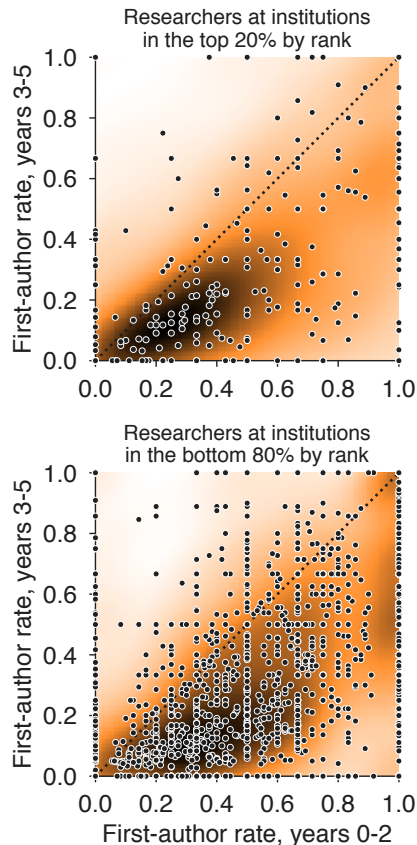 Researchers at institutions
in the top 20% by rank
First-author rate, years 3-5
1.0
0.8
0.6
0.4
0.2
0.0
0.0 0.2 0.4 0.6 0.8 1.0
Researchers at institutions
in the bottom 80% by rank
First-author rate, years 3-5
1.0
0.8
0.6
0.4
0.2
0.0
0.0 0.2 0.4 0.6 0.8 1.0
First-author rate, years 0-2